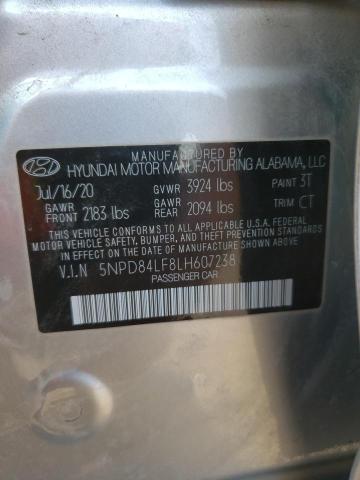 MANUFACTURED BY
HYUNDAI MOTOR MANUFACTURING ALABAMA, LLC
Jul/16/20 GVWR 3924 lbs PAINT 3T
GAWR FRONT 2183 lbs GAWR REAR 2094 lbs TRIM CT
THIS VEHICLE CONFORMS TO ALL APPLICABLE U.S.A. FEDERAL
MOTOR VEHICLE SAFETY, BUMPER, AND THEFT PREVENTION
STANDARDS IN EFFECT ON THE DATE OF MANUFACTURE SHOWN ABOVE.
V.I.N 5NPD84LF8LH607238
PASSENGER CAR